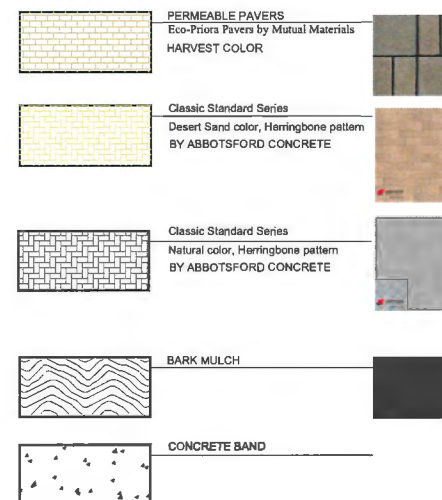 PERMEABLE PAVERS
Eco-Priora Pavers by Mutual Materials
HARVEST COLOR
Classic Standard Series
Desert Sand color, Herringbone pattern
BY ABBOTSFORD CONCRETE
Classic Standard Series
Natural color, Herringbone pattern
BY ABBOTSFORD CONCRETE
BARK MULCH
CONCRETE BAND